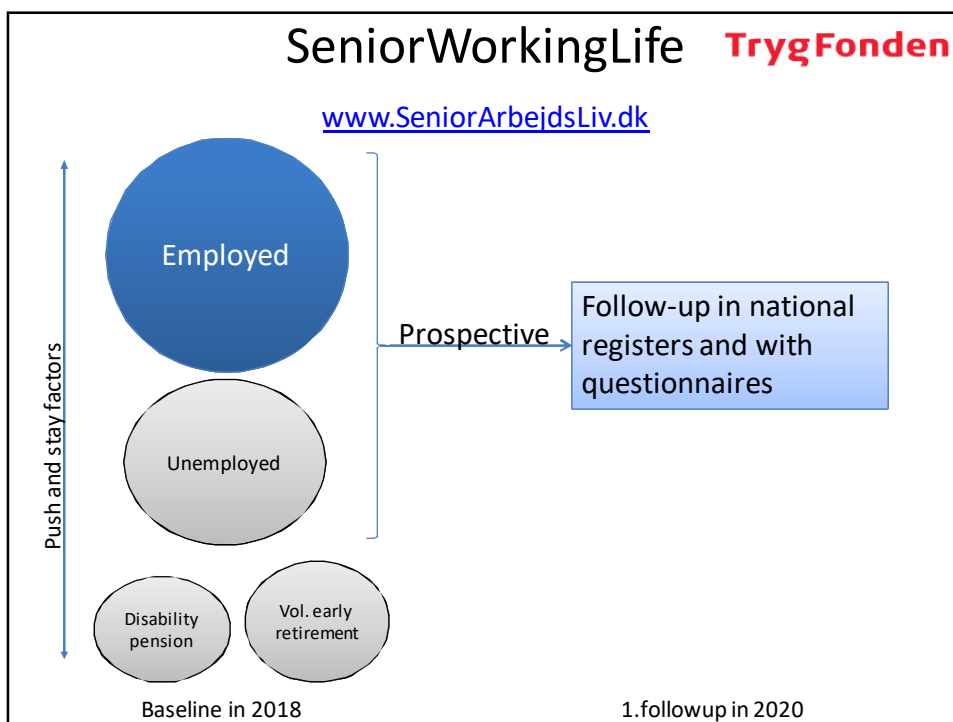 SeniorWorkingLife
TrygFonden
www.SeniorArbejdsLiv.dk
Push and stay factors
Employed
Unemployed
Disability
pension
Vol. early
retirement
Prospective
Follow-up in national
registers and with
questionnaires
Baseline in 2018
1.followup in 2020